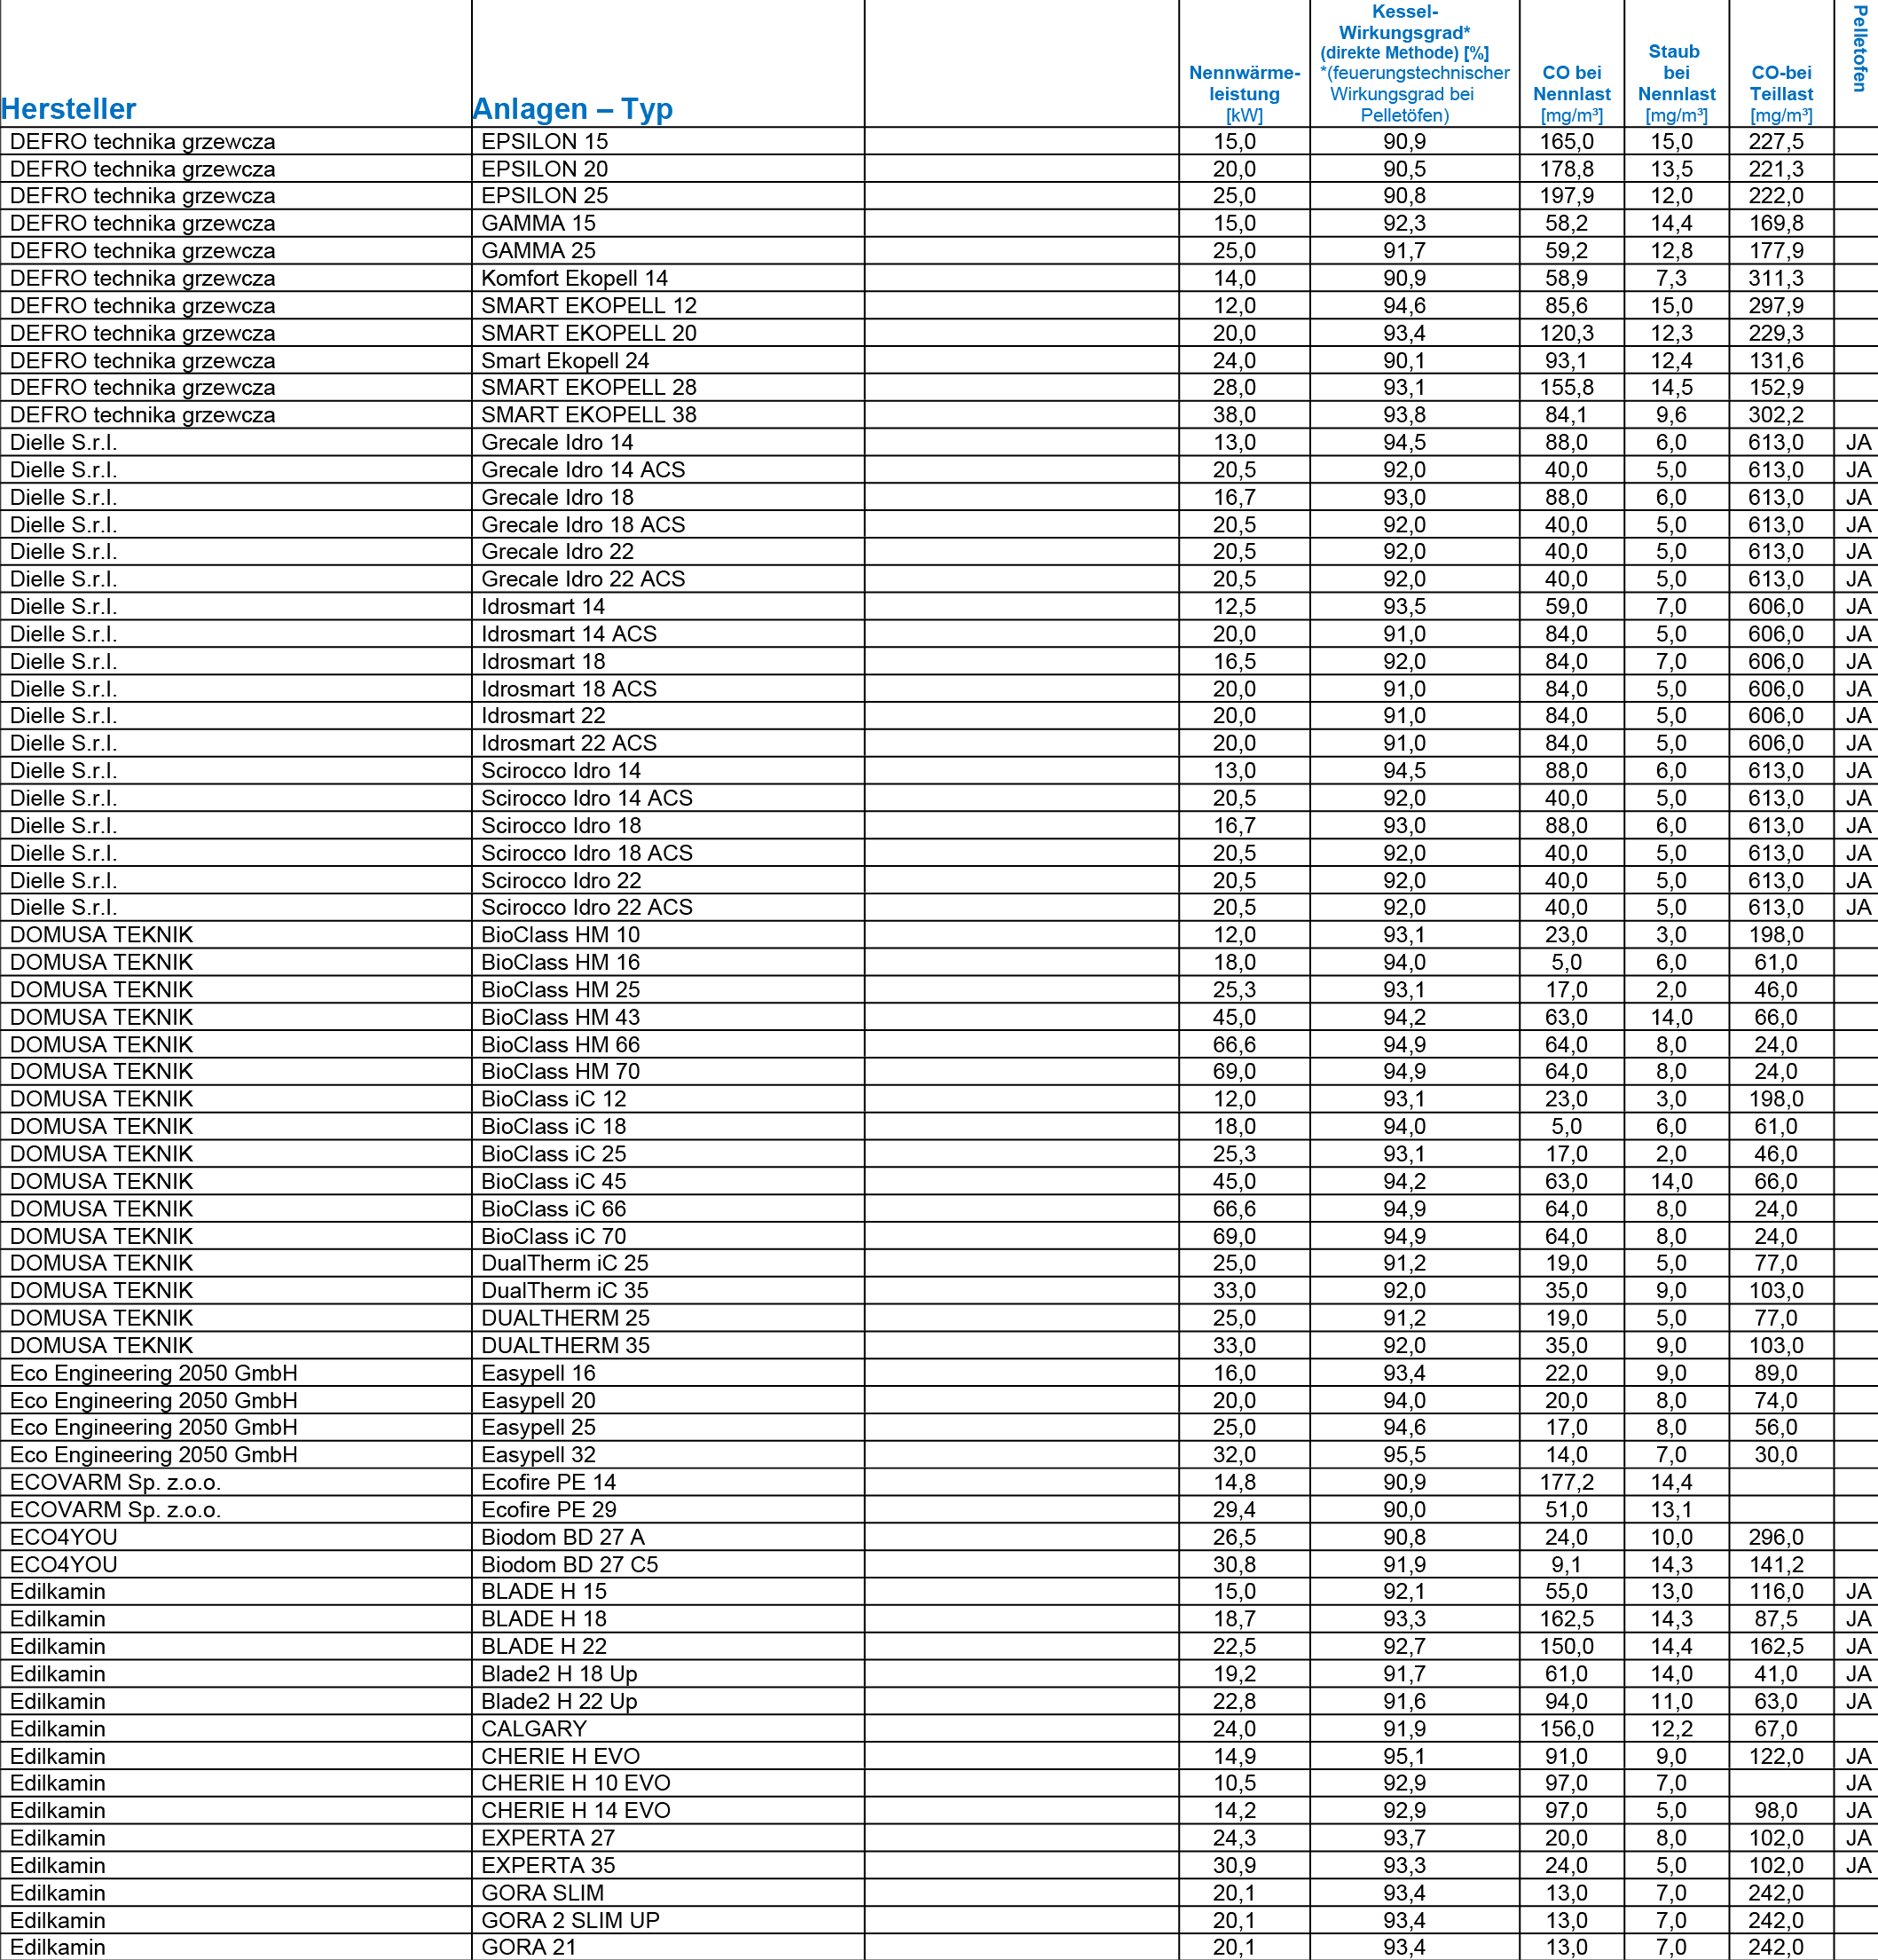 Hersteller Anlagen – Typ Nennwärme-leistung [kW] Kessel-Wirkungsgrad* (direkte Methode) [%] *(feuerungstechnischer Wirkungsgrad bei Pelletöfen) CO bei Nennlast [mg/m³] Staub bei Nennlast [mg/m³] CO-bei Teillast [mg/m³] Pelletofen
DEFRO technika grzewcza EPSILON 15 15,0 90,9 165,0 15,0 227,5
DEFRO technika grzewcza EPSILON 20 20,0 90,5 178,8 13,5 221,3
DEFRO technika grzewcza EPSILON 25 25,0 90,8 197,9 12,0 222,0
DEFRO technika grzewcza GAMMA 15 15,0 92,3 58,2 14,4 169,8
DEFRO technika grzewcza GAMMA 25 25,0 91,7 59,2 12,8 177,9
DEFRO technika grzewcza Komfort Ekopell 14 14,0 90,9 58,9 7,3 311,3
DEFRO technika grzewcza SMART EKOPELL 12 12,0 94,6 85,6 15,0 297,9
DEFRO technika grzewcza SMART EKOPELL 20 20,0 93,4 120,3 12,3 229,3
DEFRO technika grzewcza Smart Ekopell 24 24,0 90,1 93,1 12,4 131,6
DEFRO technika grzewcza SMART EKOPELL 28 28,0 93,1 155,8 14,5 152,9
DEFRO technika grzewcza SMART EKOPELL 38 38,0 93,8 84,1 9,6 302,2
Dielle S.r.l. Grecale Idro 14 13,0 94,5 88,0 6,0 613,0 JA
Dielle S.r.l. Grecale Idro 14 ACS 20,5 92,0 40,0 5,0 613,0 JA
Dielle S.r.l. Grecale Idro 18 16,7 93,0 88,0 6,0 613,0 JA
Dielle S.r.l. Grecale Idro 18 ACS 20,5 92,0 40,0 5,0 613,0 JA
Dielle S.r.l. Grecale Idro 22 20,5 92,0 40,0 5,0 613,0 JA
Dielle S.r.l. Grecale Idro 22 ACS 20,5 92,0 40,0 5,0 613,0 JA
Dielle S.r.l. Idrosmart 14 12,5 93,5 59,0 7,0 606,0 JA
Dielle S.r.l. Idrosmart 14 ACS 20,0 91,0 84,0 5,0 606,0 JA
Dielle S.r.l. Idrosmart 18 16,5 92,0 84,0 7,0 606,0 JA
Dielle S.r.l. Idrosmart 18 ACS 20,0 91,0 84,0 5,0 606,0 JA
Dielle S.r.l. Idrosmart 22 20,0 91,0 84,0 5,0 606,0 JA
Dielle S.r.l. Idrosmart 22 ACS 20,0 91,0 84,0 5,0 606,0 JA
Dielle S.r.l. Scirocco Idro 14 13,0 94,5 88,0 6,0 613,0 JA
Dielle S.r.l. Scirocco Idro 14 ACS 20,5 92,0 40,0 5,0 613,0 JA
Dielle S.r.l. Scirocco Idro 18 16,7 93,0 88,0 6,0 613,0 JA
Dielle S.r.l. Scirocco Idro 18 ACS 20,5 92,0 40,0 5,0 613,0 JA
Dielle S.r.l. Scirocco Idro 22 20,5 92,0 40,0 5,0 613,0 JA
Dielle S.r.l. Scirocco Idro 22 ACS 20,5 92,0 40,0 5,0 613,0 JA
DOMUSA TEKNIK BioClass HM 10 12,0 93,1 23,0 3,0 198,0
DOMUSA TEKNIK BioClass HM 16 18,0 94,0 5,0 6,0 61,0
DOMUSA TEKNIK BioClass HM 25 25,3 93,1 17,0 2,0 46,0
DOMUSA TEKNIK BioClass HM 43 45,0 94,2 63,0 14,0 66,0
DOMUSA TEKNIK BioClass HM 66 66,6 94,9 64,0 8,0 24,0
DOMUSA TEKNIK BioClass HM 70 69,0 94,9 64,0 8,0 24,0
DOMUSA TEKNIK BioClass iC 12 12,0 93,1 23,0 3,0 198,0
DOMUSA TEKNIK BioClass iC 18 18,0 94,0 5,0 6,0 61,0
DOMUSA TEKNIK BioClass iC 25 25,3 93,1 17,0 2,0 46,0
DOMUSA TEKNIK BioClass iC 45 45,0 94,2 63,0 14,0 66,0
DOMUSA TEKNIK BioClass iC 66 66,6 94,9 64,0 8,0 24,0
DOMUSA TEKNIK BioClass iC 70 69,0 94,9 64,0 8,0 24,0
DOMUSA TEKNIK DualTherm iC 25 25,0 91,2 19,0 5,0 77,0
DOMUSA TEKNIK DualTherm iC 35 33,0 92,0 35,0 9,0 103,0
DOMUSA TEKNIK DUALTHERM 25 25,0 91,2 19,0 5,0 77,0
DOMUSA TEKNIK DUALTHERM 35 33,0 92,0 35,0 9,0 103,0
Eco Engineering 2050 GmbH Easypell 16 16,0 93,4 22,0 9,0 89,0
Eco Engineering 2050 GmbH Easypell 20 20,0 94,0 20,0 8,0 74,0
Eco Engineering 2050 GmbH Easypell 25 25,0 94,6 17,0 8,0 56,0
Eco Engineering 2050 GmbH Easypell 32 32,0 95,5 14,0 7,0 30,0
ECOVARM Sp. z.o.o. Ecofire PE 14 14,8 90,9 177,2 14,4
ECOVARM Sp. z.o.o. Ecofire PE 29 29,4 90,0 51,0 13,1
ECO4YOU Biodom BD 27 A 26,5 90,8 24,0 10,0 296,0
ECO4YOU Biodom BD 27 C5 30,8 91,9 9,1 14,3 141,2
Edilkamin BLADE H 15 15,0 92,1 55,0 13,0 116,0 JA
Edilkamin BLADE H 18 18,7 93,3 162,5 14,3 87,5 JA
Edilkamin BLADE H 22 22,5 92,7 150,0 14,4 162,5 JA
Edilkamin Blade2 H 18 Up 19,2 91,7 61,0 14,0 41,0 JA
Edilkamin Blade2 H 22 Up 22,8 91,6 94,0 11,0 63,0 JA
Edilkamin CALGARY 24,0 91,9 156,0 12,2 67,0
Edilkamin CHERIE H EVO 14,9 95,1 91,0 9,0 122,0 JA
Edilkamin CHERIE H 10 EVO 10,5 92,9 97,0 7,0 JA
Edilkamin CHERIE H 14 EVO 14,2 92,9 97,0 5,0 98,0 JA
Edilkamin EXPERTA 27 24,3 93,7 20,0 8,0 102,0 JA
Edilkamin EXPERTA 35 30,9 93,3 24,0 5,0 102,0 JA
Edilkamin GORA SLIM 20,1 93,4 13,0 7,0 242,0
Edilkamin GORA 2 SLIM UP 20,1 93,4 13,0 7,0 242,0
Edilkamin GORA 21 20,1 93,4 13,0 7,0 242,0